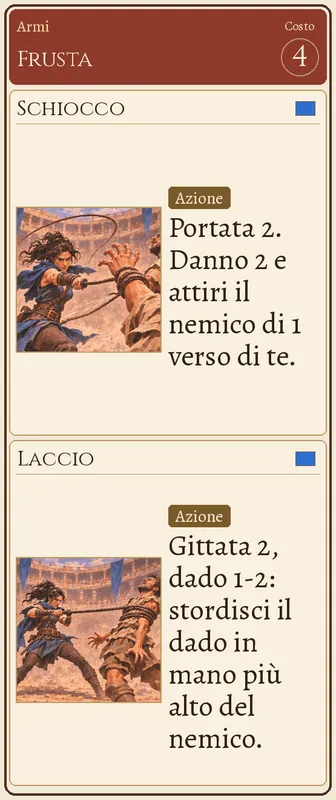 Armi
Costo
Frusta
4
Schiocco
Azione
Portata 2.
Danno 2 e
attiri il
nemico di 1
verso di te.
Laccio
Azione
Gittata 2,
dado 1-2:
stordisci il
dado in
mano più
alto del
nemico.